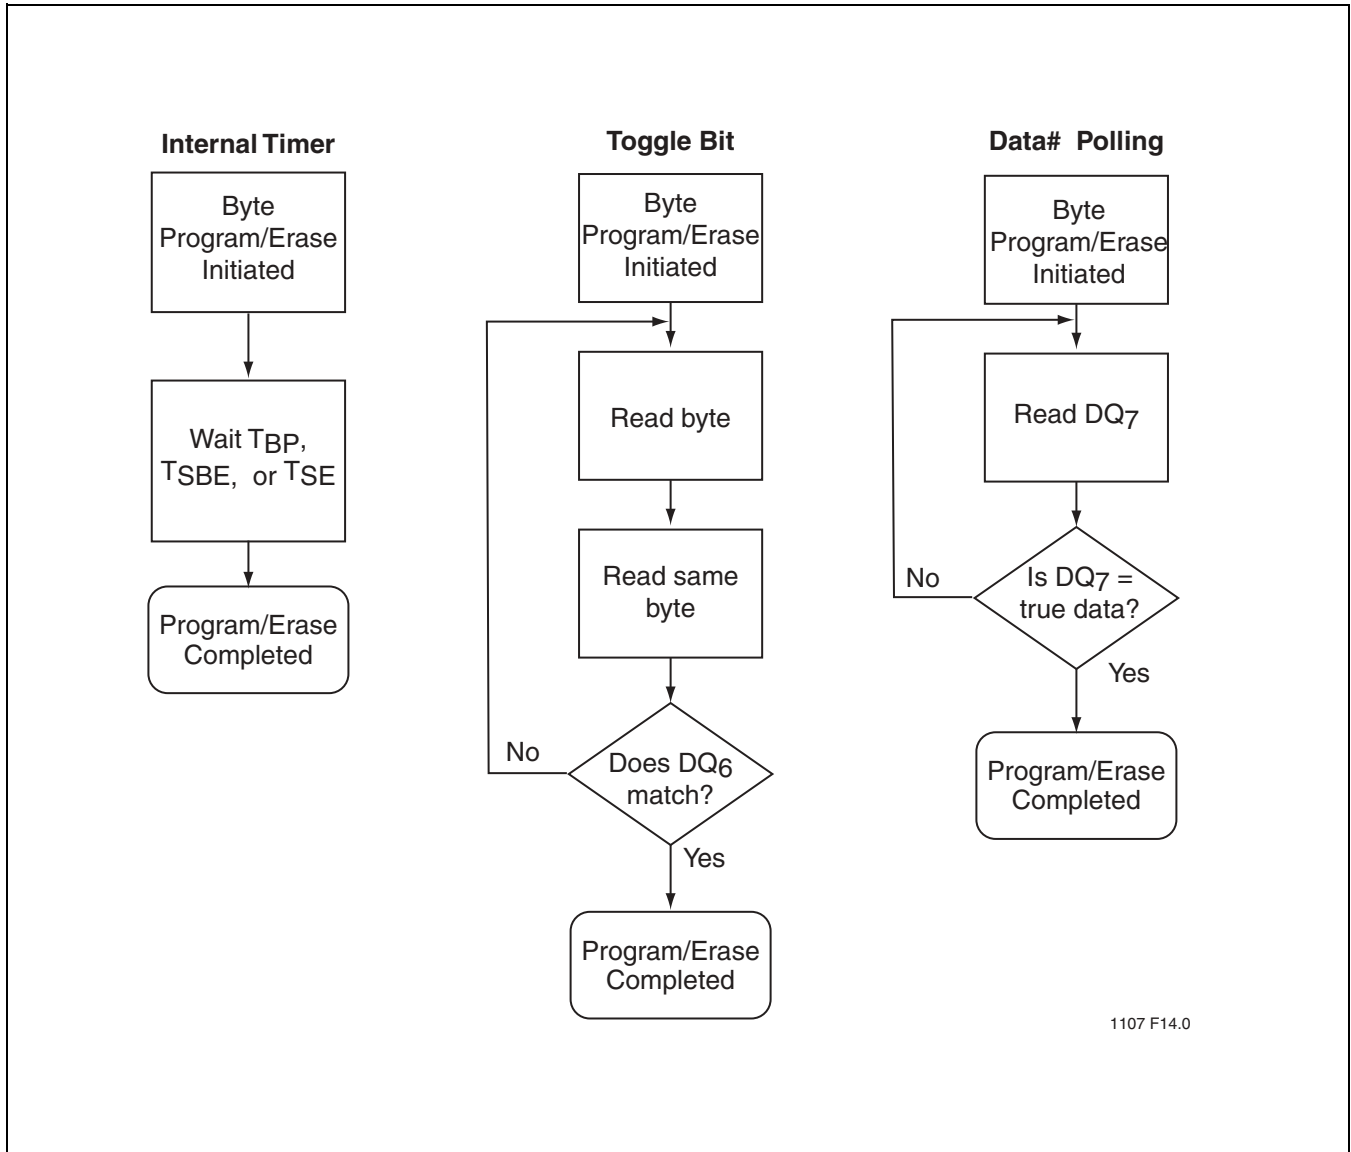 Internal Timer
Byte
Program/Erase
Initiated
Wait TBP,
TSBE, or TSE
Program/Erase
Completed
Toggle Bit
Byte
Program/Erase
Initiated
Read byte
Read same
byte
No
Does DQ6
match?
Yes
Program/Erase
Completed
Data# Polling
Byte
Program/Erase
Initiated
Read DQ7
No
Is DQ7 =
true data?
Yes
Program/Erase
Completed
1107 F14.0